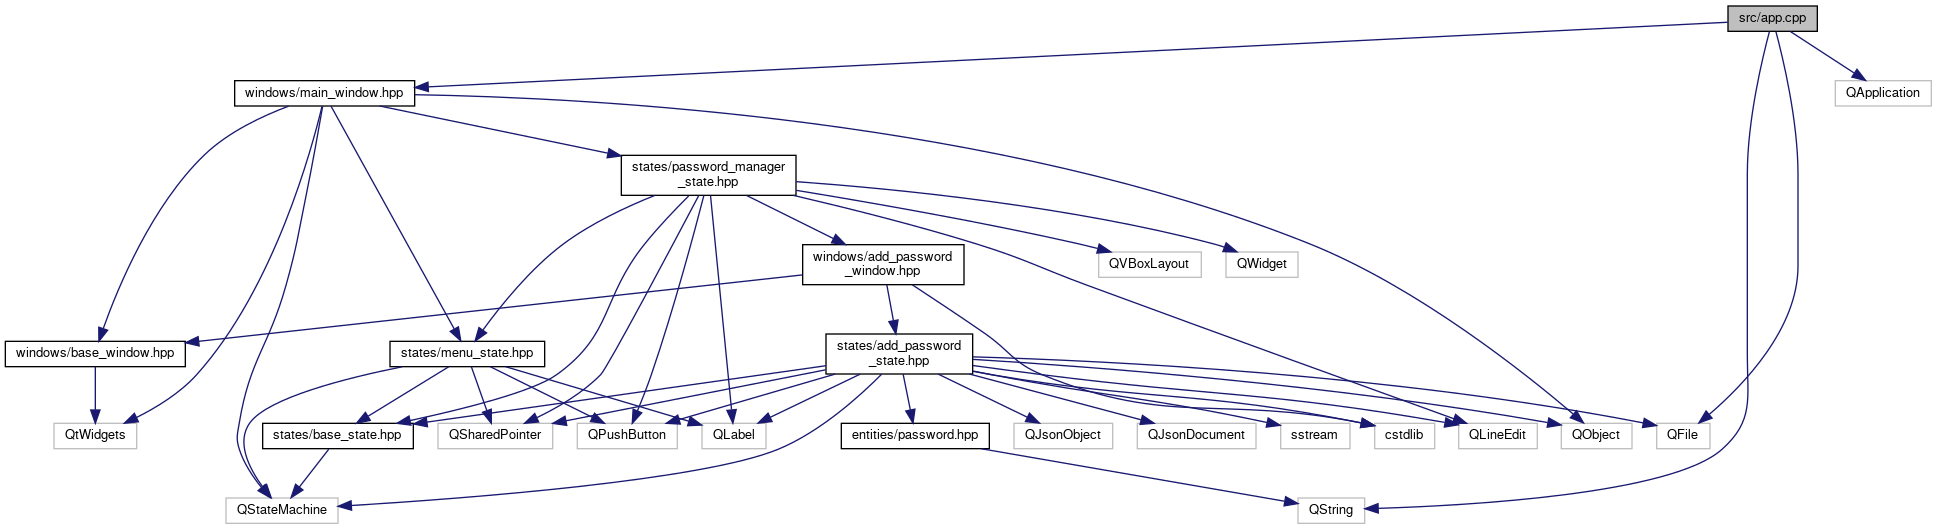 src/app.cpp
windows/main_window.hpp
QApplication
states/password_manager
_state.hpp
windows/add_password
_window.hpp
QVBoxLayout
QWidget
windows/base_window.hpp
states/menu_state.hpp
states/add_password
_state.hpp
QtWidgets
states/base_state.hpp
QSharedPointer
QPushButton
QLabel
entities/password.hpp
QJsonObject
QJsonDocument
sstream
cstdlib
QLineEdit
QObject
QFile
QStateMachine
QString